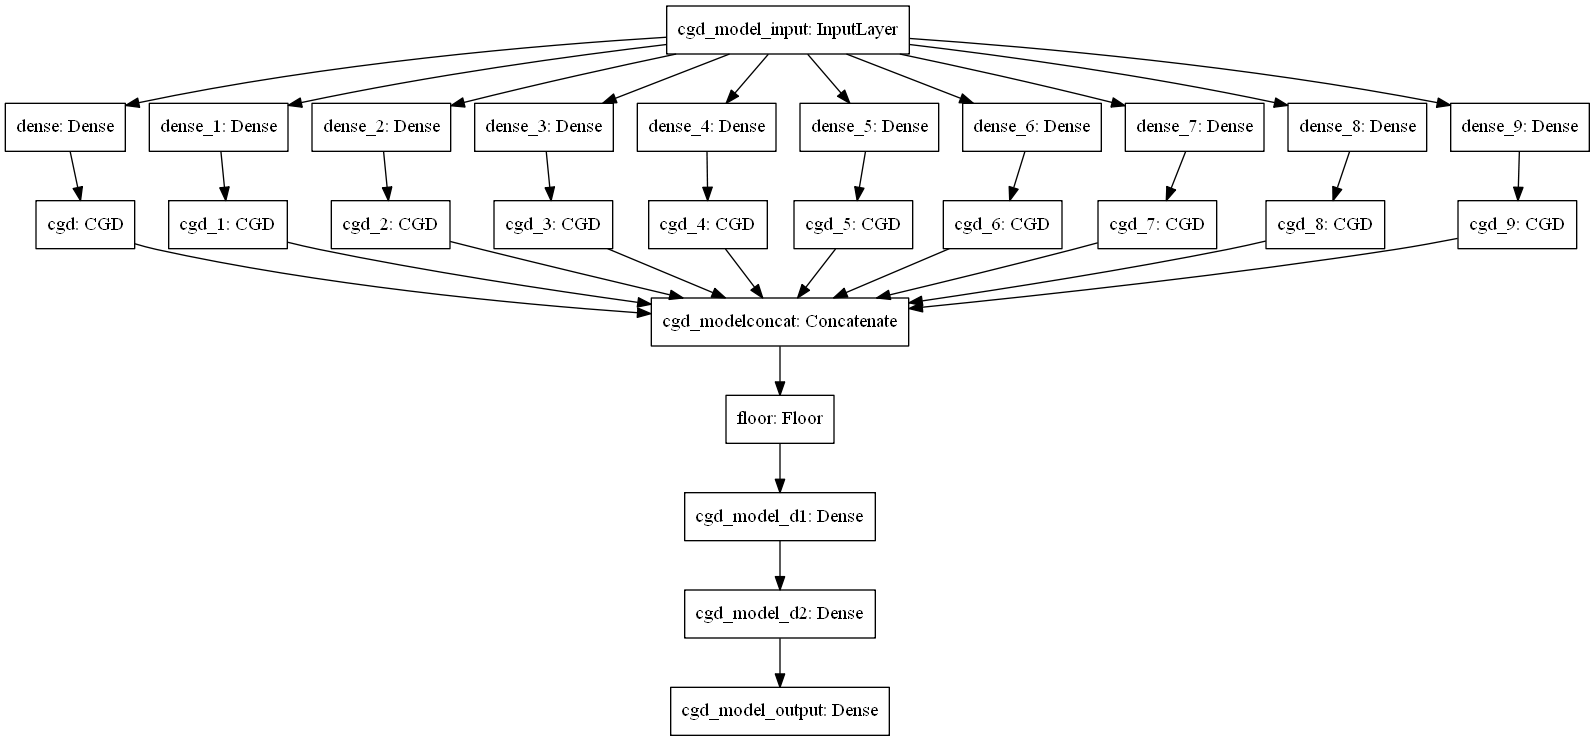 cgd_model_input: InputLayer
dense: Dense
dense_1: Dense
dense_2: Dense
dense_3: Dense
dense_4: Dense
dense_5: Dense
dense_6: Dense
dense_7: Dense
dense_8: Dense
dense_9: Dense
cgd: CGD
cgd_1: CGD
cgd_2: CGD
cgd_3: CGD
cgd_4: CGD
cgd_5: CGD
cgd_6: CGD
cgd_7: CGD
cgd_8: CGD
cgd_9: CGD
cgd_modelconcat: Concatenate
floor: Floor
cgd_model_d1: Dense
cgd_model_d2: Dense
cgd_model_output: Dense